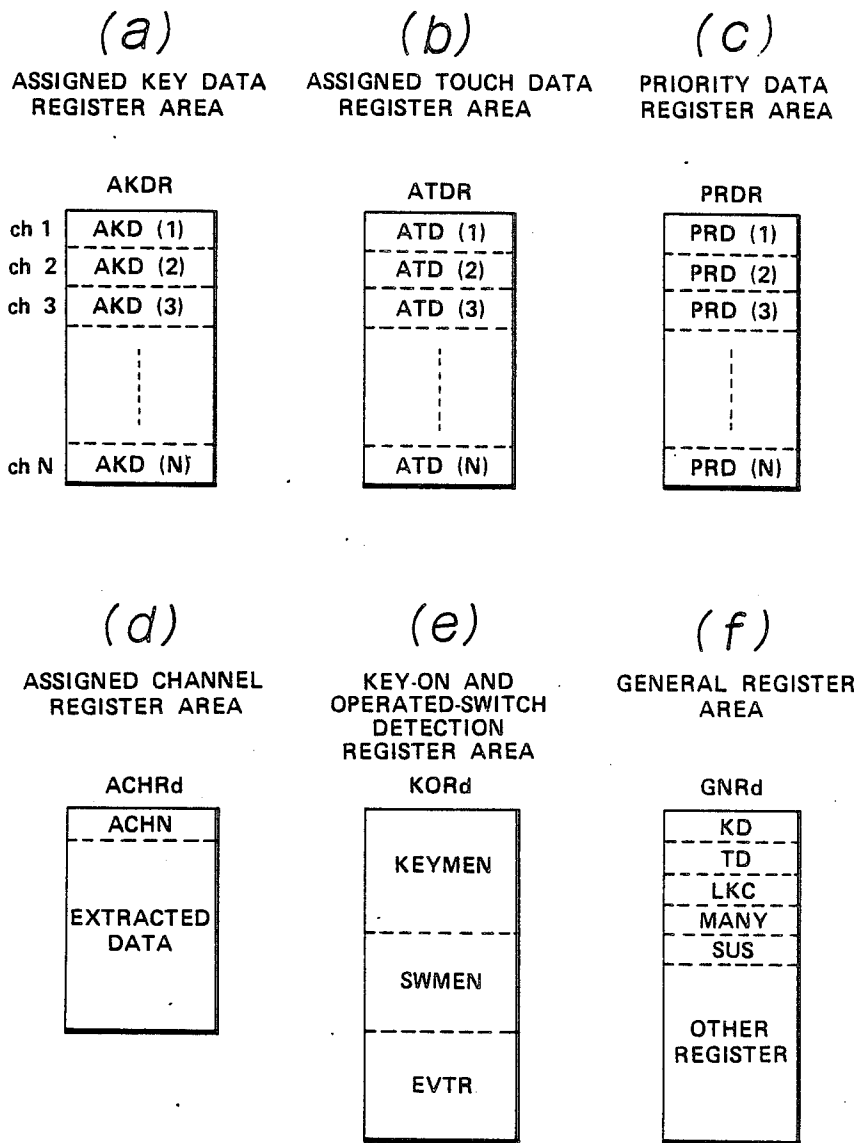 (a)
ASSIGNED KEY DATA
REGISTER AREA
AKDR
ch 1
AKD (1)
ch 2
AKD (2)
ch 3
AKD (3)
ch N
AKD (N)
(b)
ASSIGNED TOUCH DATA
REGISTER AREA
ATDR
ATD (1)
ATD (2)
ATD (3)
ATD (N)
(c)
PRIORITY DATA
REGISTER AREA
PRDR
PRD (1)
PRD (2)
PRD (3)
PRD (N)
(d)
ASSIGNED CHANNEL
REGISTER AREA
ACHRd
ACHN
EXTRACTED
DATA
(e)
KEY-ON AND
OPERATED-SWITCH
DETECTION
REGISTER AREA
KORd
KEYMEN
SWMEN
EVTR
(f)
GENERAL REGISTER
AREA
GNRd
KD
TD
LKC
MANY
SUS
OTHER
REGISTER